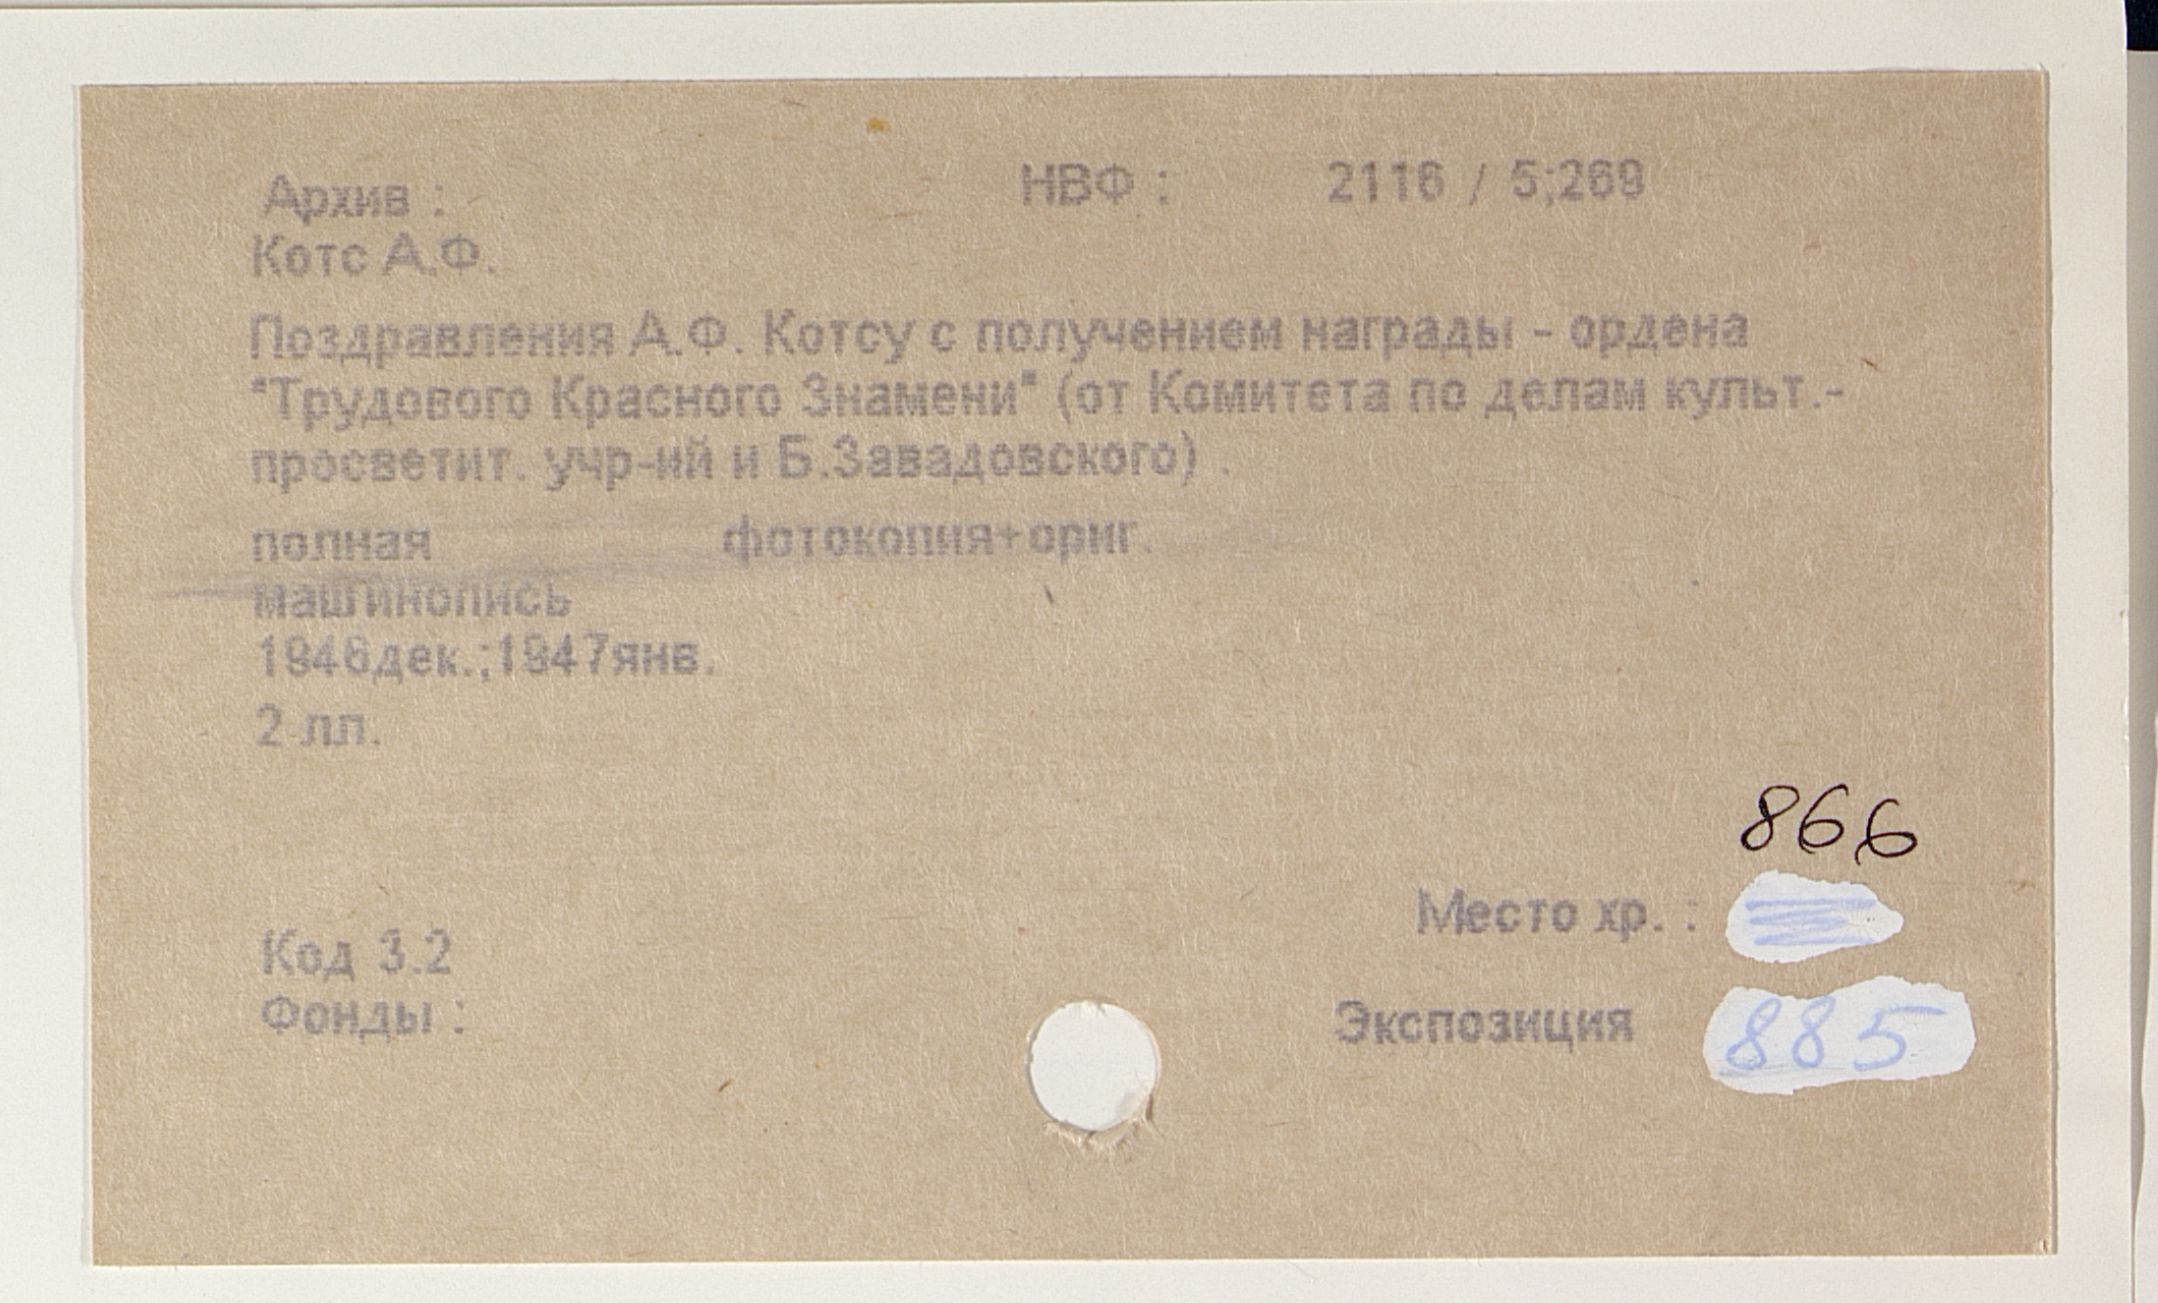 Архив : НВФ : 2116 / 5;269
Котс А.Ф.
Поздравления А.Ф. Котсу с получением награды - ордена
"Трудового Красного Знамени" (от Комитета по делам культ.-
просветит. учр-ий и Б.Завадовского) .
полная фотокопия+ориг.
машинопись
1946дек.;1947янв.
2 лл.
866
Место хр. :
Код 3.2
Фонды :
Экспозиция 885